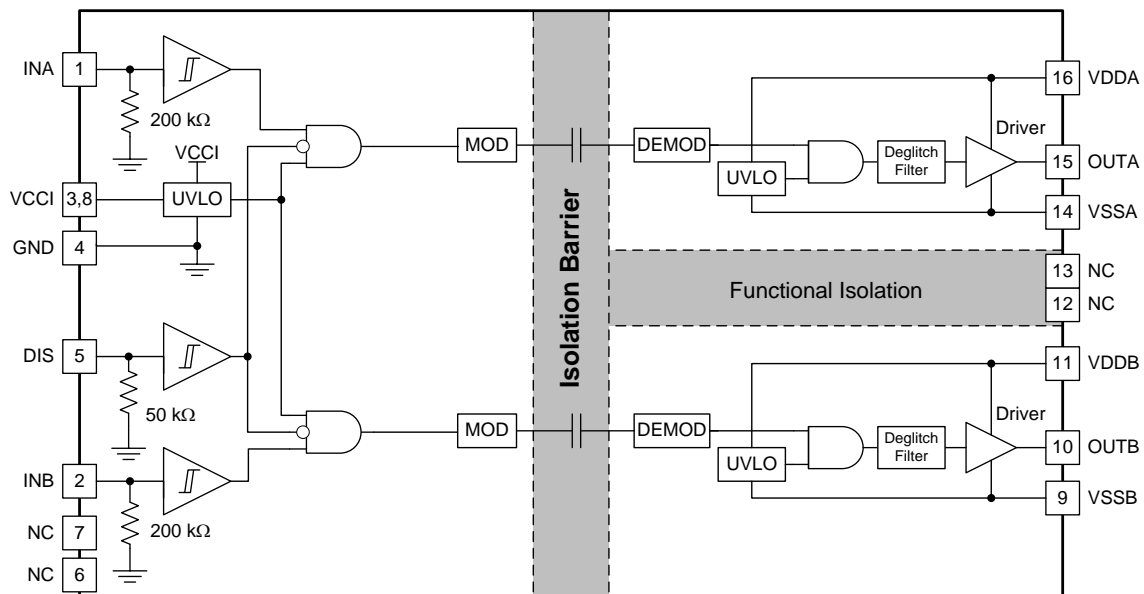 INA 1
200 kΩ
VCCI
VCCI 3,8 UVLO
GND 4
DIS 5
50 kΩ
INB 2
200 kΩ
NC 7
NC 6
MOD
MOD
Isolation Barrier
DEMOD
UVLO
Deglitch
Filter
Driver
16 VDDA
15 OUTA
14 VSSA
13 NC
12 NC
Functional Isolation
11 VDDB
DEMOD
UVLO
Deglitch
Filter
Driver
10 OUTB
9 VSSB